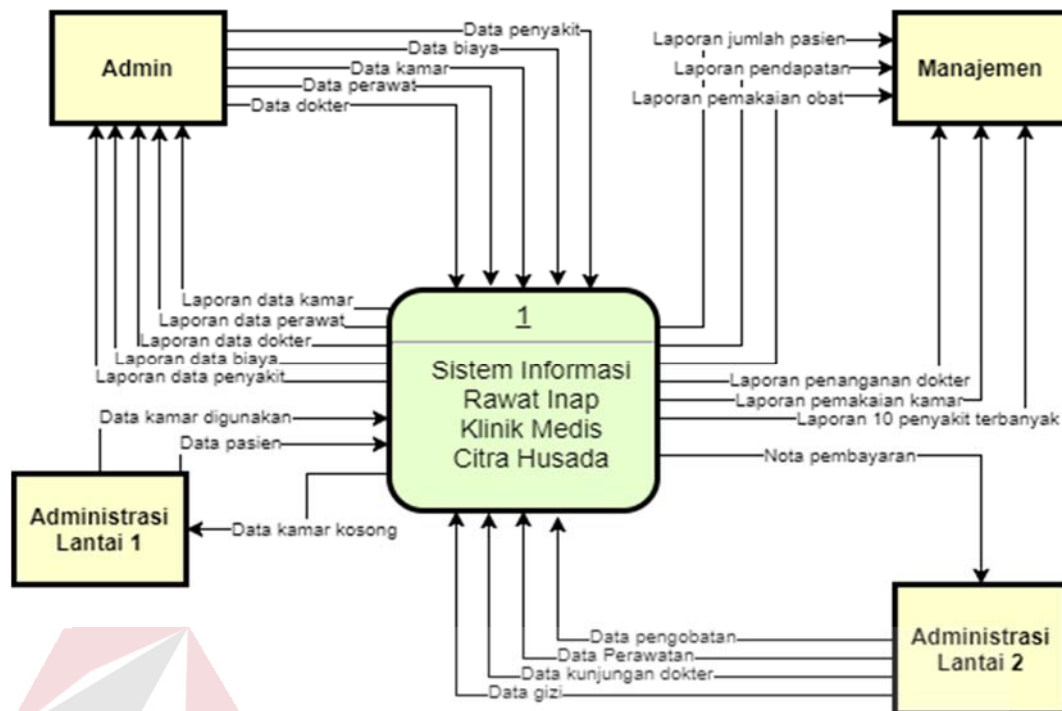 Admin
Data penyakit
Data biaya
Data kamar
Data perawat
Data dokter
Laporan jumlah pasien
Laporan pendapatan
Laporan pemakaian obat
Manajemen
Laporan data kamar
Laporan data perawat
Laporan data dokter
Laporan data biaya
Laporan data penyakit
1
Sistem Informasi
Rawat Inap
Klinik Medis
Citra Husada
Laporan penanganan dokter
Laporan pemakaian kamar
Laporan 10 penyakit terbanyak
Nota pembayaran
Data kamar digunakan
Data pasien
Data kamar kosong
Administrasi
Lantai 1
Data pengobatan
Data Perawatan
Data kunjungan dokter
Data gizi
Administrasi
Lantai 2